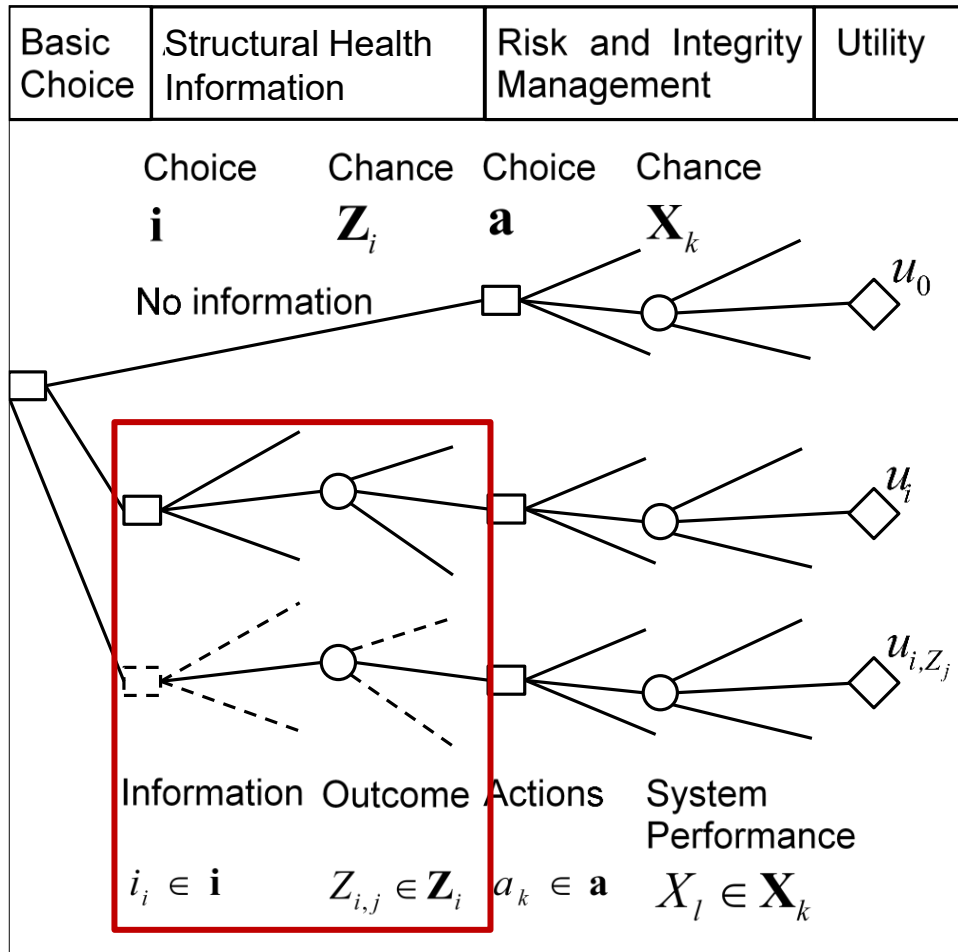 Basic Choice
Structural Health Information
Risk and Integrity Management
Utility
Choice
Chance
Choice
Chance
i
Z_i
a
X_k
No information
u_0
u_i
u_{i,Z_j}
Information
Outcome
Actions
System
Performance
i_i ∈ i
Z_{i,j} ∈ Z_i
a_k ∈ a
X_l ∈ X_k